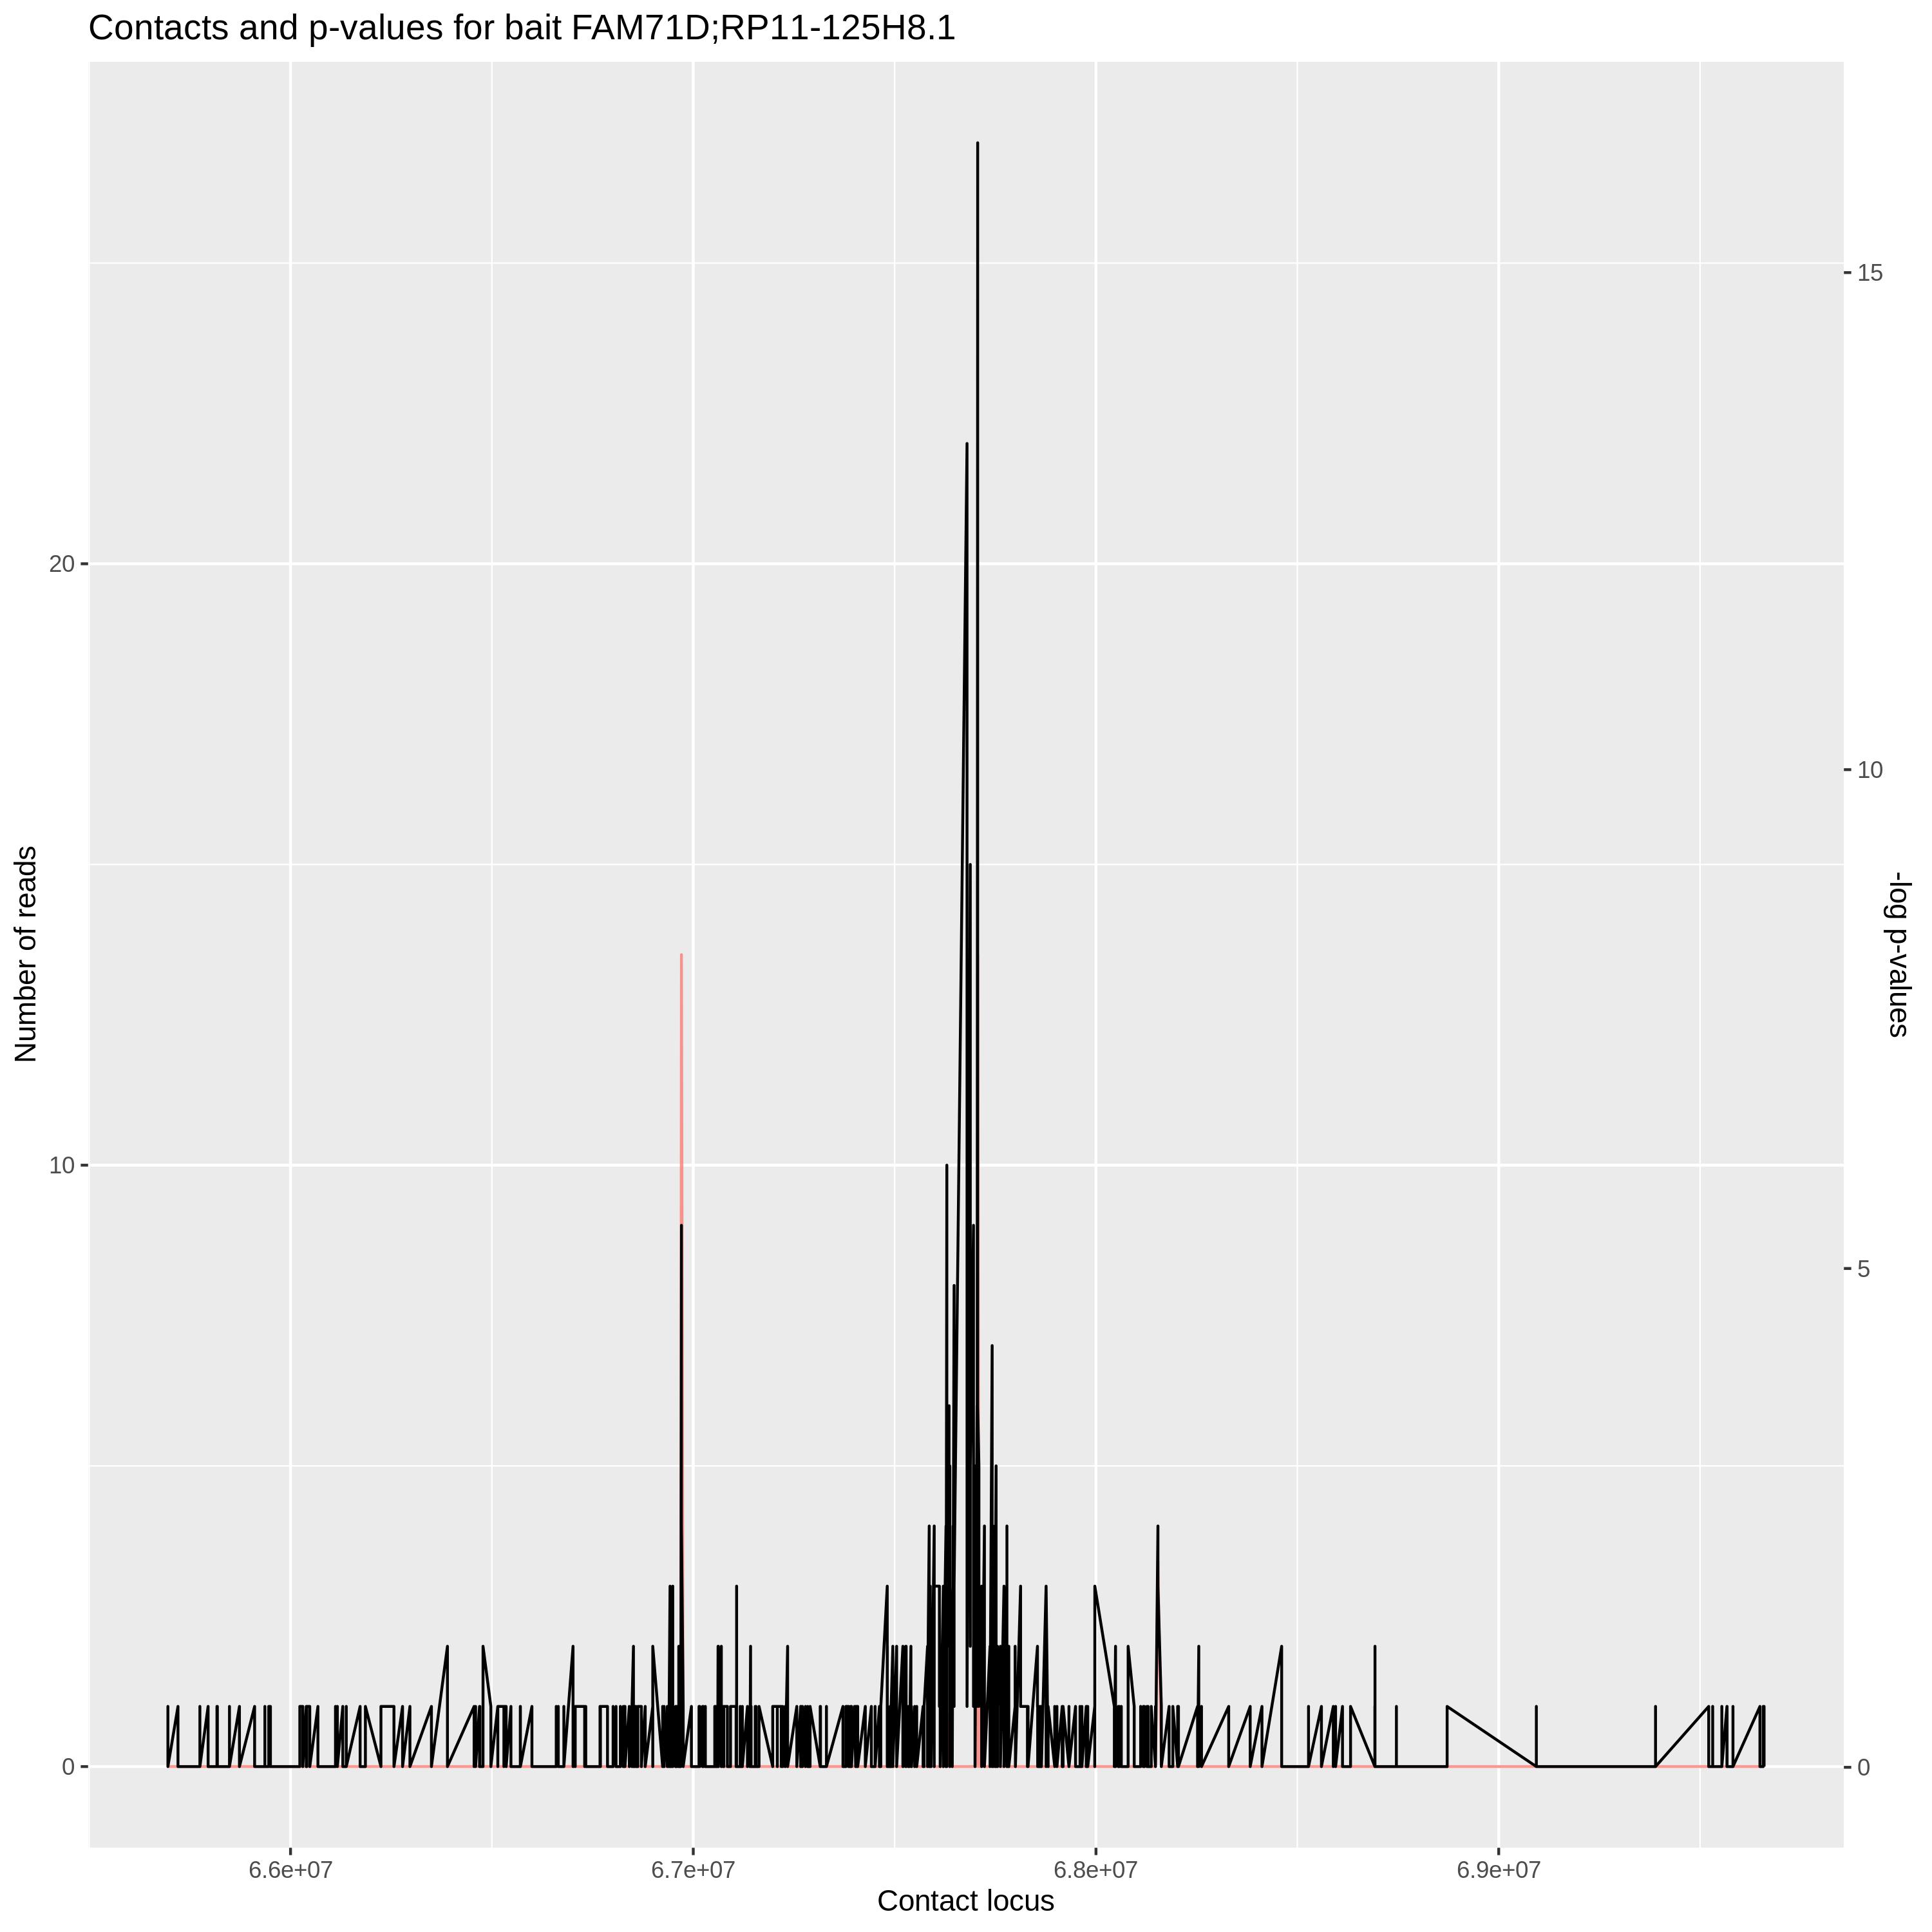 Contacts and p-values for bait FAM71D;RP11-125H8.1
Number of reads
20
10
0
15
10
5
0
-log p-values
6.6e+07 6.7e+07 6.8e+07 6.9e+07
Contact locus